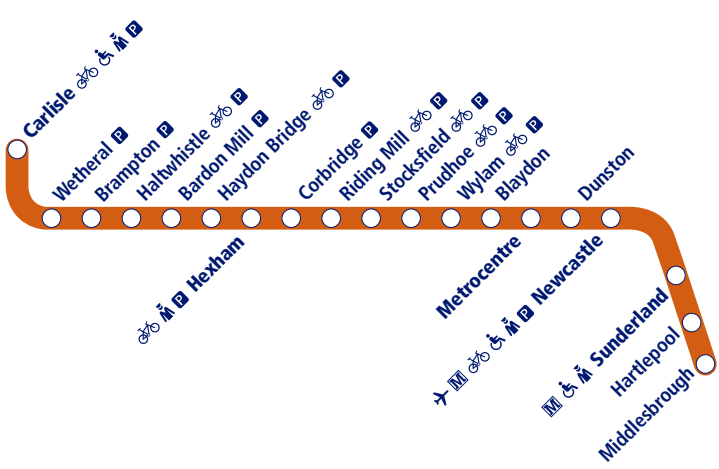 Carlisle P
Wetheral P
Brampton P
Haltwhistle P
Bardon Mill P
Haydon Bridge P
P Hexham
Corbridge P
Riding Mill P
Stocksfield P
Prudhoe P
Wylam P
Blaydon
Metrocentre
Dunston
M P Newcastle
M Sunderland
Hartlepool
Middlesbrough